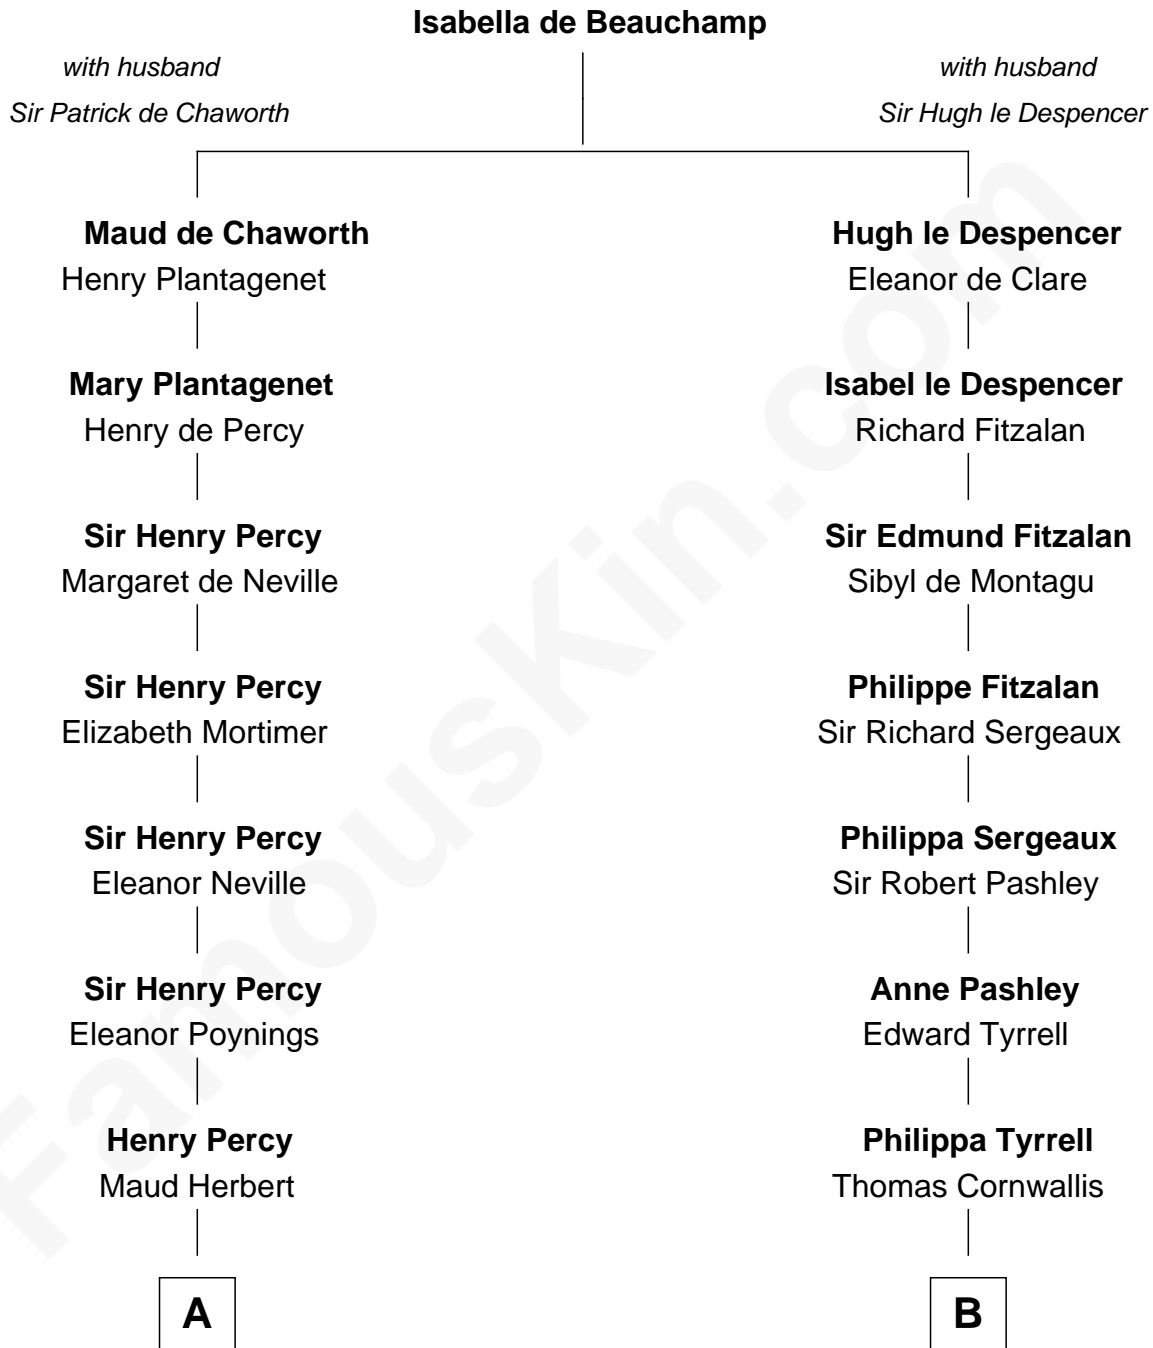 Isabella de Beauchamp
with husband
Sir Patrick de Chaworth
with husband
Sir Hugh le Despencer
Maud de Chaworth
Henry Plantagenet
Mary Plantagenet
Henry de Percy
Sir Henry Percy
Margaret de Neville
Sir Henry Percy
Elizabeth Mortimer
Sir Henry Percy
Eleanor Neville
Sir Henry Percy
Eleanor Poynings
Henry Percy
Maud Herbert
A
Hugh le Despencer
Eleanor de Clare
Isabel le Despencer
Richard Fitzalan
Sir Edmund Fitzalan
Sibyl de Montagu
Philippe Fitzalan
Sir Richard Sergeaux
Philippa Sergeaux
Sir Robert Pashley
Anne Pashley
Edward Tyrrell
Philippa Tyrrell
Thomas Cornwallis
B
FamousKin.com